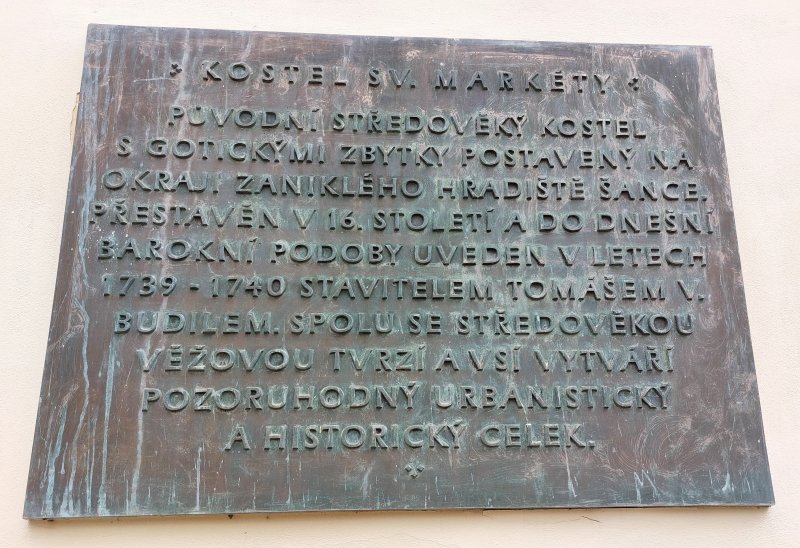 KOSTEL SV. MARKÉTY
PŮVODNÍ STŘEDOVĚKÝ KOSTEL
S GOTICKÝMI ZBYTKY POSTAVENÝ NA
OKRAJI ZANIKLÉHO HRADIŠTĚ ŠANCE.
PŘESTAVĚN V 16. STOLETÍ A DO DNEŠNÍ
BAROKNÍ PODOBY UVEDEN V LETECH
1739 - 1740 STAVITELEM TOMÁŠEM V.
BUDILEM. SPOLU SE STŘEDOVĚKOU
VĚŽOVOU TVRZÍ A VSÍ VYTVÁŘÍ
POZORUHODNÝ URBANISTICKÝ
A HISTORICKÝ CELEK.